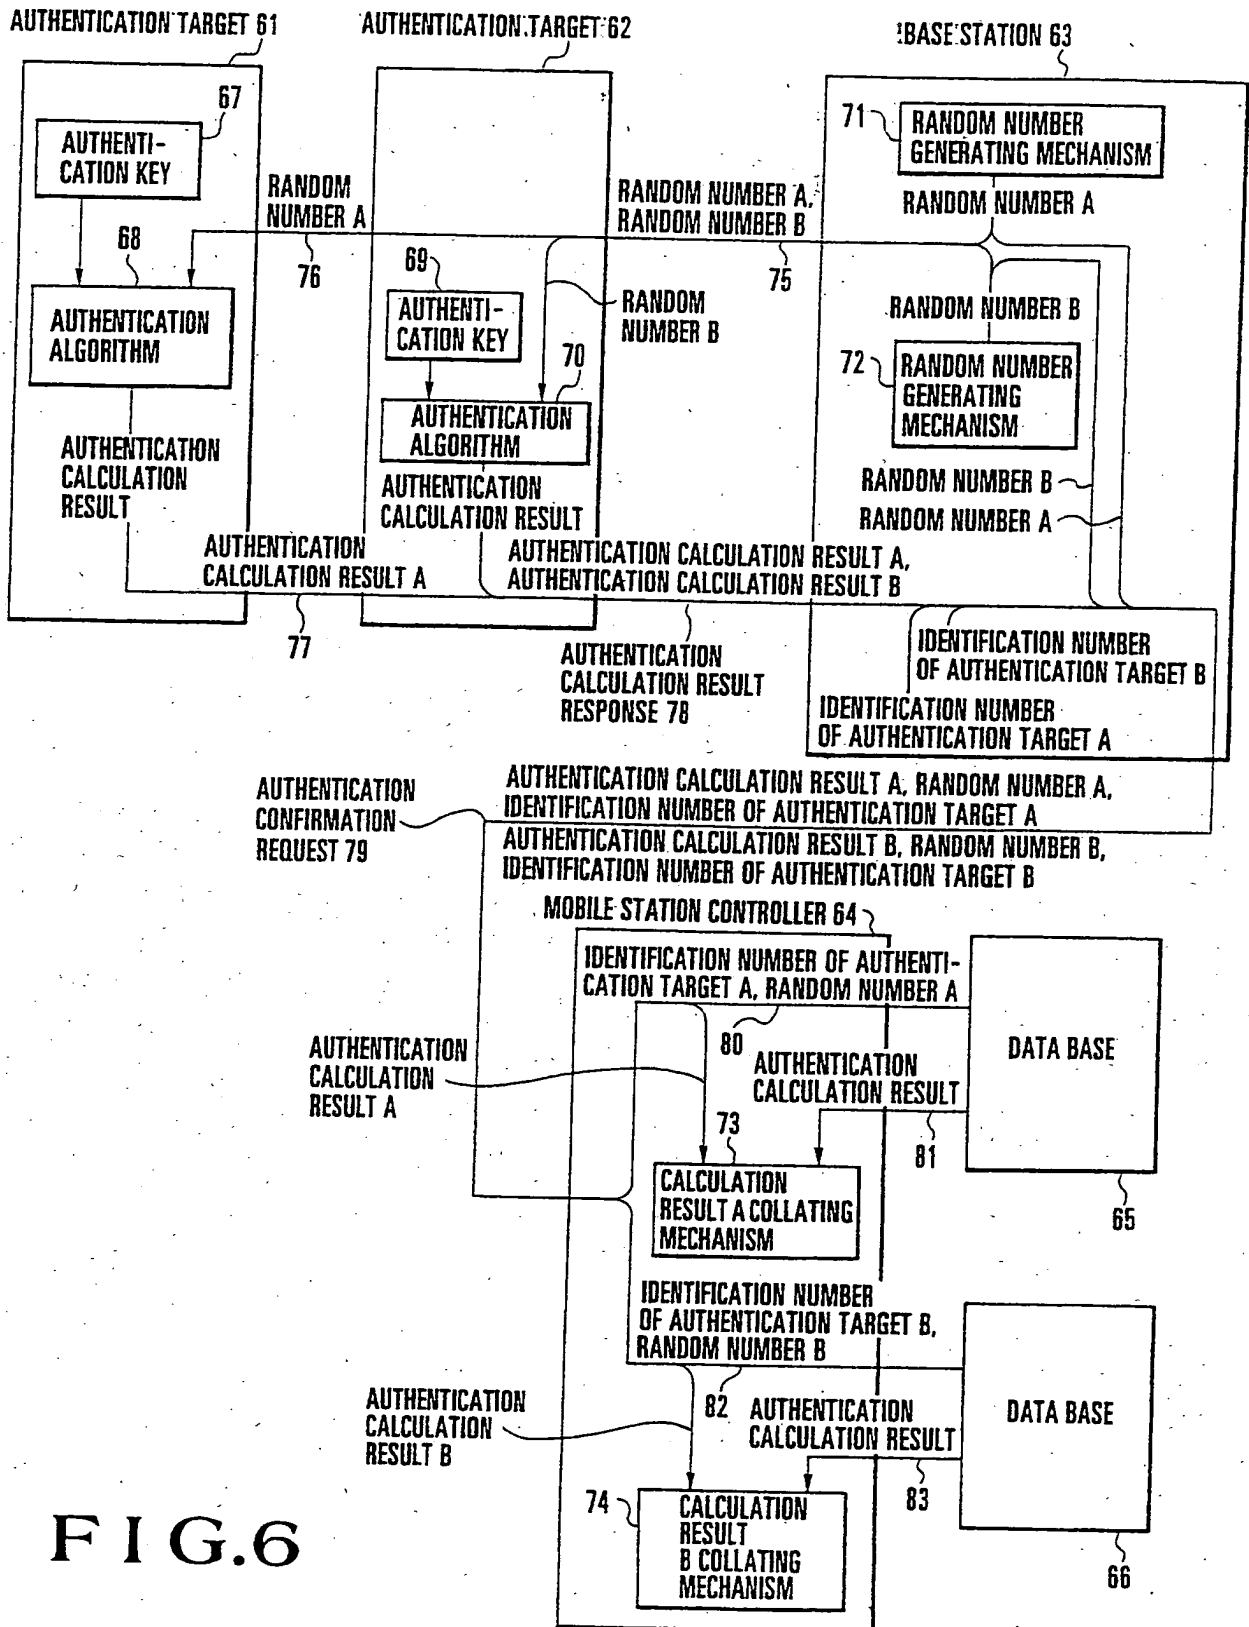 AUTHENTICATION TARGET 61
AUTHENTICATION TARGET 62
BASE STATION 63
67
AUTHENTI-
CATION KEY
68
AUTHENTICATION
ALGORITHM
AUTHENTICATION
CALCULATION
RESULT
RANDOM
NUMBER A
76
69
AUTHENTI-
CATION KEY
70
AUTHENTICATION
ALGORITHM
AUTHENTICATION
CALCULATION RESULT
RANDOM NUMBER A,
RANDOM NUMBER B
75
RANDOM
NUMBER B
71
RANDOM NUMBER
GENERATING MECHANISM
RANDOM NUMBER A
RANDOM NUMBER B
72
RANDOM NUMBER
GENERATING
MECHANISM
RANDOM NUMBER B
RANDOM NUMBER A
AUTHENTICATION
CALCULATION RESULT A
77
AUTHENTICATION CALCULATION RESULT A,
AUTHENTICATION CALCULATION RESULT B
AUTHENTICATION
CALCULATION RESULT
RESPONSE 78
IDENTIFICATION NUMBER
OF AUTHENTICATION TARGET B
IDENTIFICATION NUMBER
OF AUTHENTICATION TARGET A
AUTHENTICATION
CONFIRMATION
REQUEST 79
AUTHENTICATION CALCULATION RESULT A, RANDOM NUMBER A,
IDENTIFICATION NUMBER OF AUTHENTICATION TARGET A
AUTHENTICATION CALCULATION RESULT B, RANDOM NUMBER B,
IDENTIFICATION NUMBER OF AUTHENTICATION TARGET B
MOBILE STATION CONTROLLER 64
IDENTIFICATION NUMBER OF AUTHENTI-
CATION TARGET A, RANDOM NUMBER A
80
AUTHENTICATION
CALCULATION
RESULT A
AUTHENTICATION
CALCULATION RESULT
81
DATA BASE
65
73
CALCULATION
RESULT A COLLATING
MECHANISM
IDENTIFICATION NUMBER
OF AUTHENTICATION TARGET B,
RANDOM NUMBER B
82
AUTHENTICATION
CALCULATION
RESULT B
AUTHENTICATION
CALCULATION RESULT
83
DATA BASE
66
74
CALCULATION
RESULT
B COLLATING
MECHANISM
FIG.6